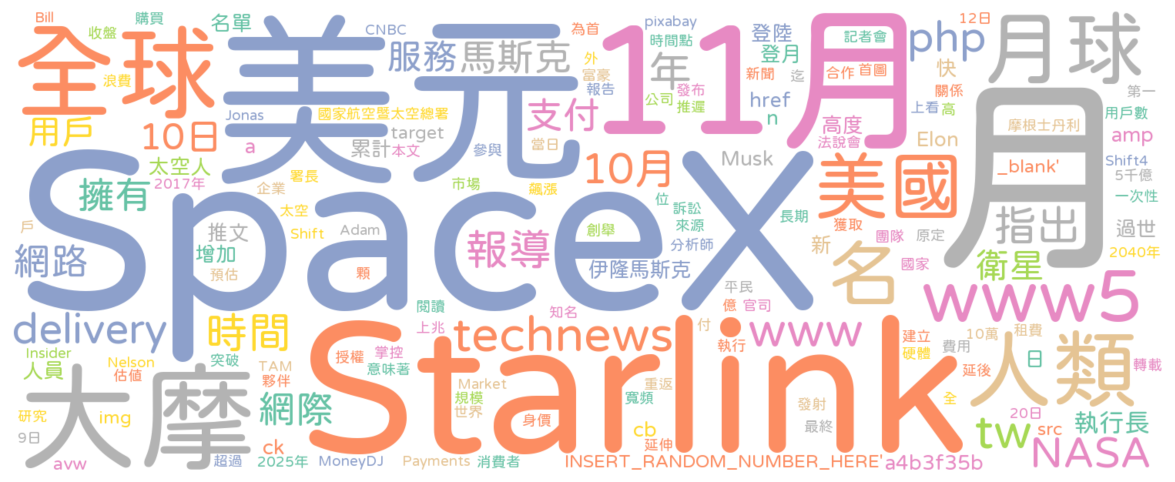 Bill
收盤
購買
名單
浪費
全球
美元
CNBC
服務
馬斯克
為首
外
富豪
報告
pixabay
時間點
年
11月
新聞
登陸
登月
發布
推遲
公司
迄
記者會
合作
首圖
php
12日
快
關係
上看
高
月球
第一
用戶
10日
Jonas
國家航空暨太空總署
a
target
累計
本文
支付
href
n
高度
法說會
amp
用戶數
摩根士丹利
太空人
2017年
擁有
企業
署長
太空
市場
參與
當日
飆漲
10月
Musk
Elon
美國
獲取
_blank'
月
Shift4
5千億
一次性
戶
網路
推文
增加
預估
Shift
Adam
顆
SpaceX
報導
創舉
位
訴訟
來源
分析師
伊隆馬斯克
長期
新
團隊
原定
國家
名
指出
過世
2040年
衛星
平民
億
官司
delivery
時間
閱讀
上兆
知名
technews
付
執行
www
www5
建立
硬體
10萬
費用
租費
延後
日
人類
轉載
Insider
人員
Nelson
估值
突破
TAM
夥伴
授權
掌控
意味著
Starlink
Market
規模
世界
身價
重返
寬頻
發射
最終
大摩
研究
img
網際
cb
延伸
全
20日
tw
src
執行長
9日
avw
超過
ck
2025年
MoneyDJ
Payments
消費者
INSERT_RANDOM_NUMBER_HERE'
a4b3f35b
NASA